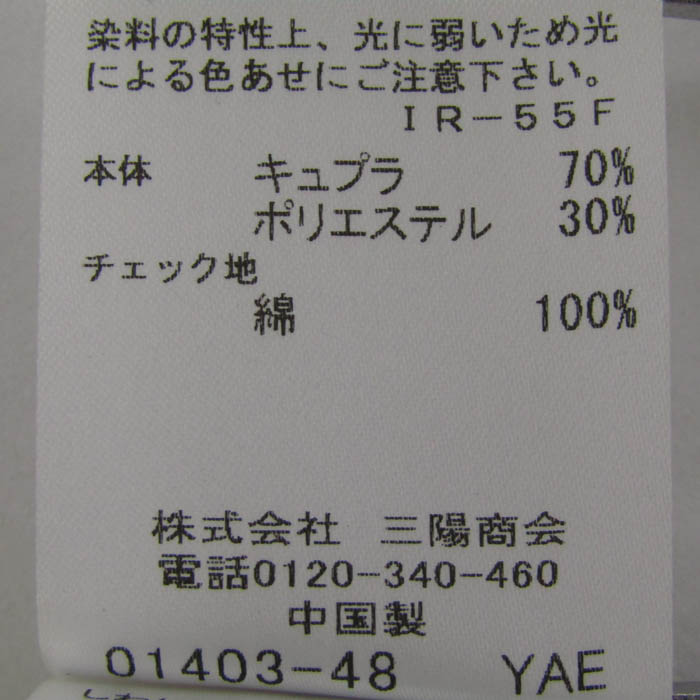 染料の特性上、光に弱いため光
による色あせにご注意下さい。
ＩＲ－５５Ｆ
本体 キュプラ 70%
ポリエステル 30%
チェック地
綿 100%
株式会社 三陽商会
電話0120-340-460
中国製
01403-48 YAE